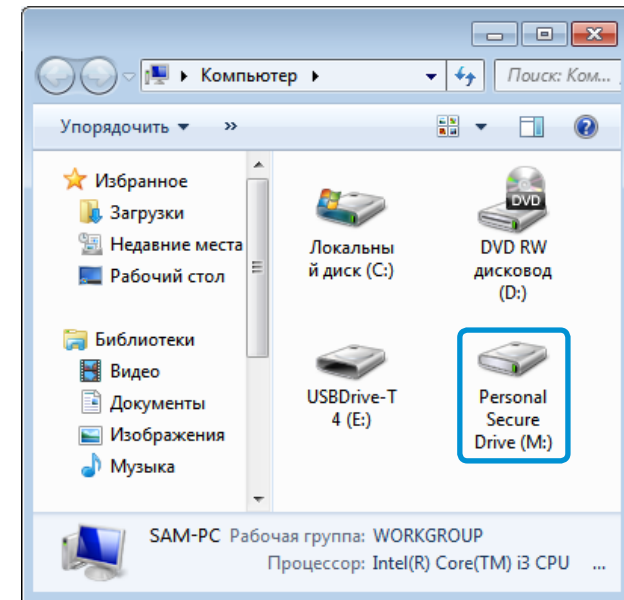 Компьютер
Поиск: Ком...
Упорядочить
»
Избранное
Загрузки
Недавние места
Рабочий стол
Библиотеки
Видео
Документы
Изображения
Музыка
Локальны
й диск (C:)
DVD
DVD RW
дисковод
(D:)
USBDrive-T
4 (E:)
Personal
Secure
Drive (M:)
SAM-PC Рабочая группа: WORKGROUP
Процессор: Intel(R) Core(TM) i3 CPU ...